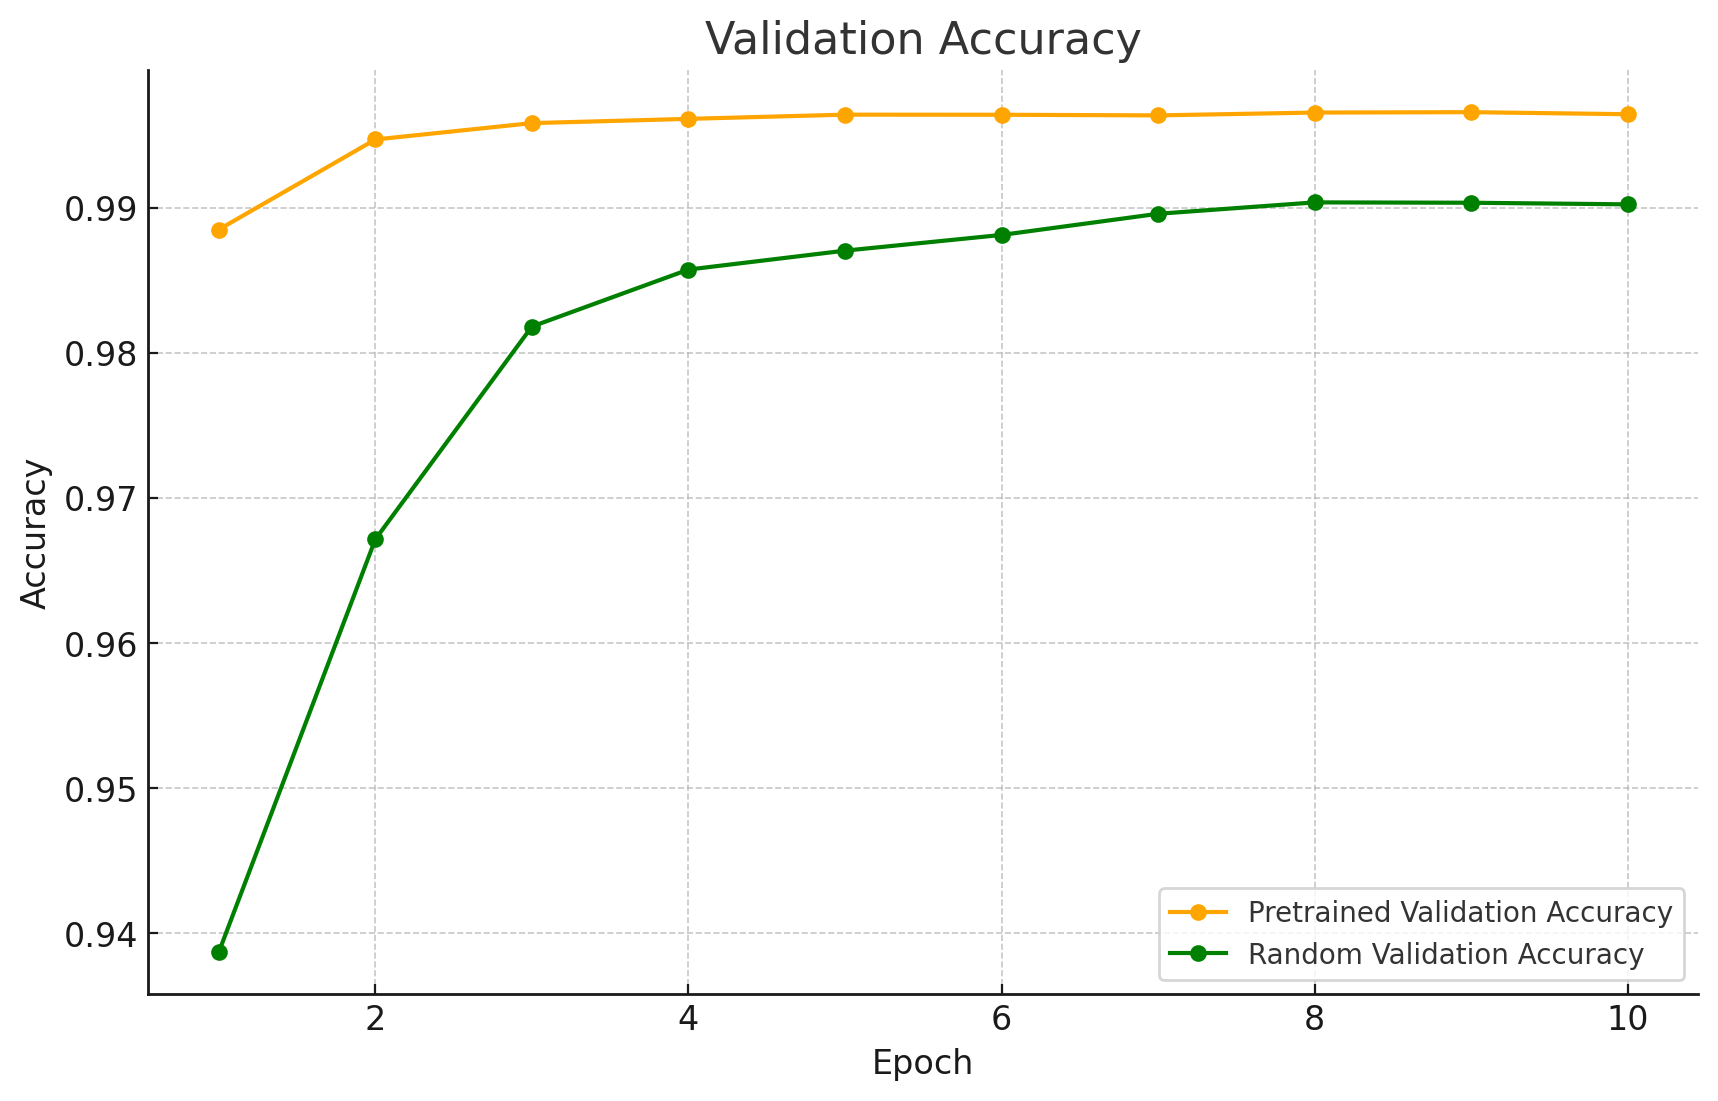 Validation Accuracy
0.99
0.98
0.97
0.96
0.95
0.94
Accuracy
Pretrained Validation Accuracy
Random Validation Accuracy
2 4 6 8 10
Epoch